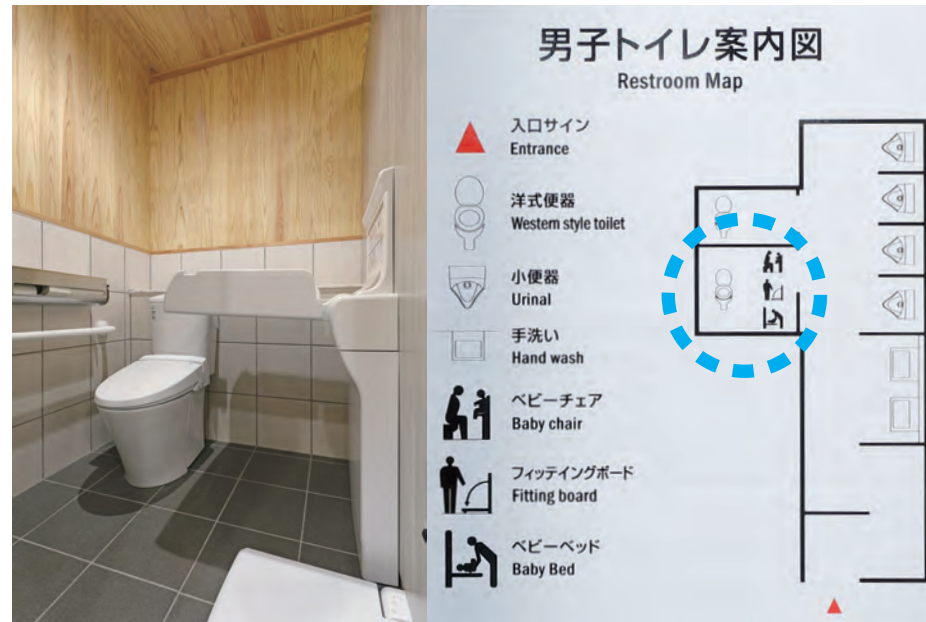 男子トイレ案内図
Restroom Map
入口サイン
Entrance
洋式便器
Western style toilet
小便器
Urinal
手洗い
Hand wash
ベビーチェア
Baby chair
フィッティングボード
Fitting board
ベビーベッド
Baby Bed